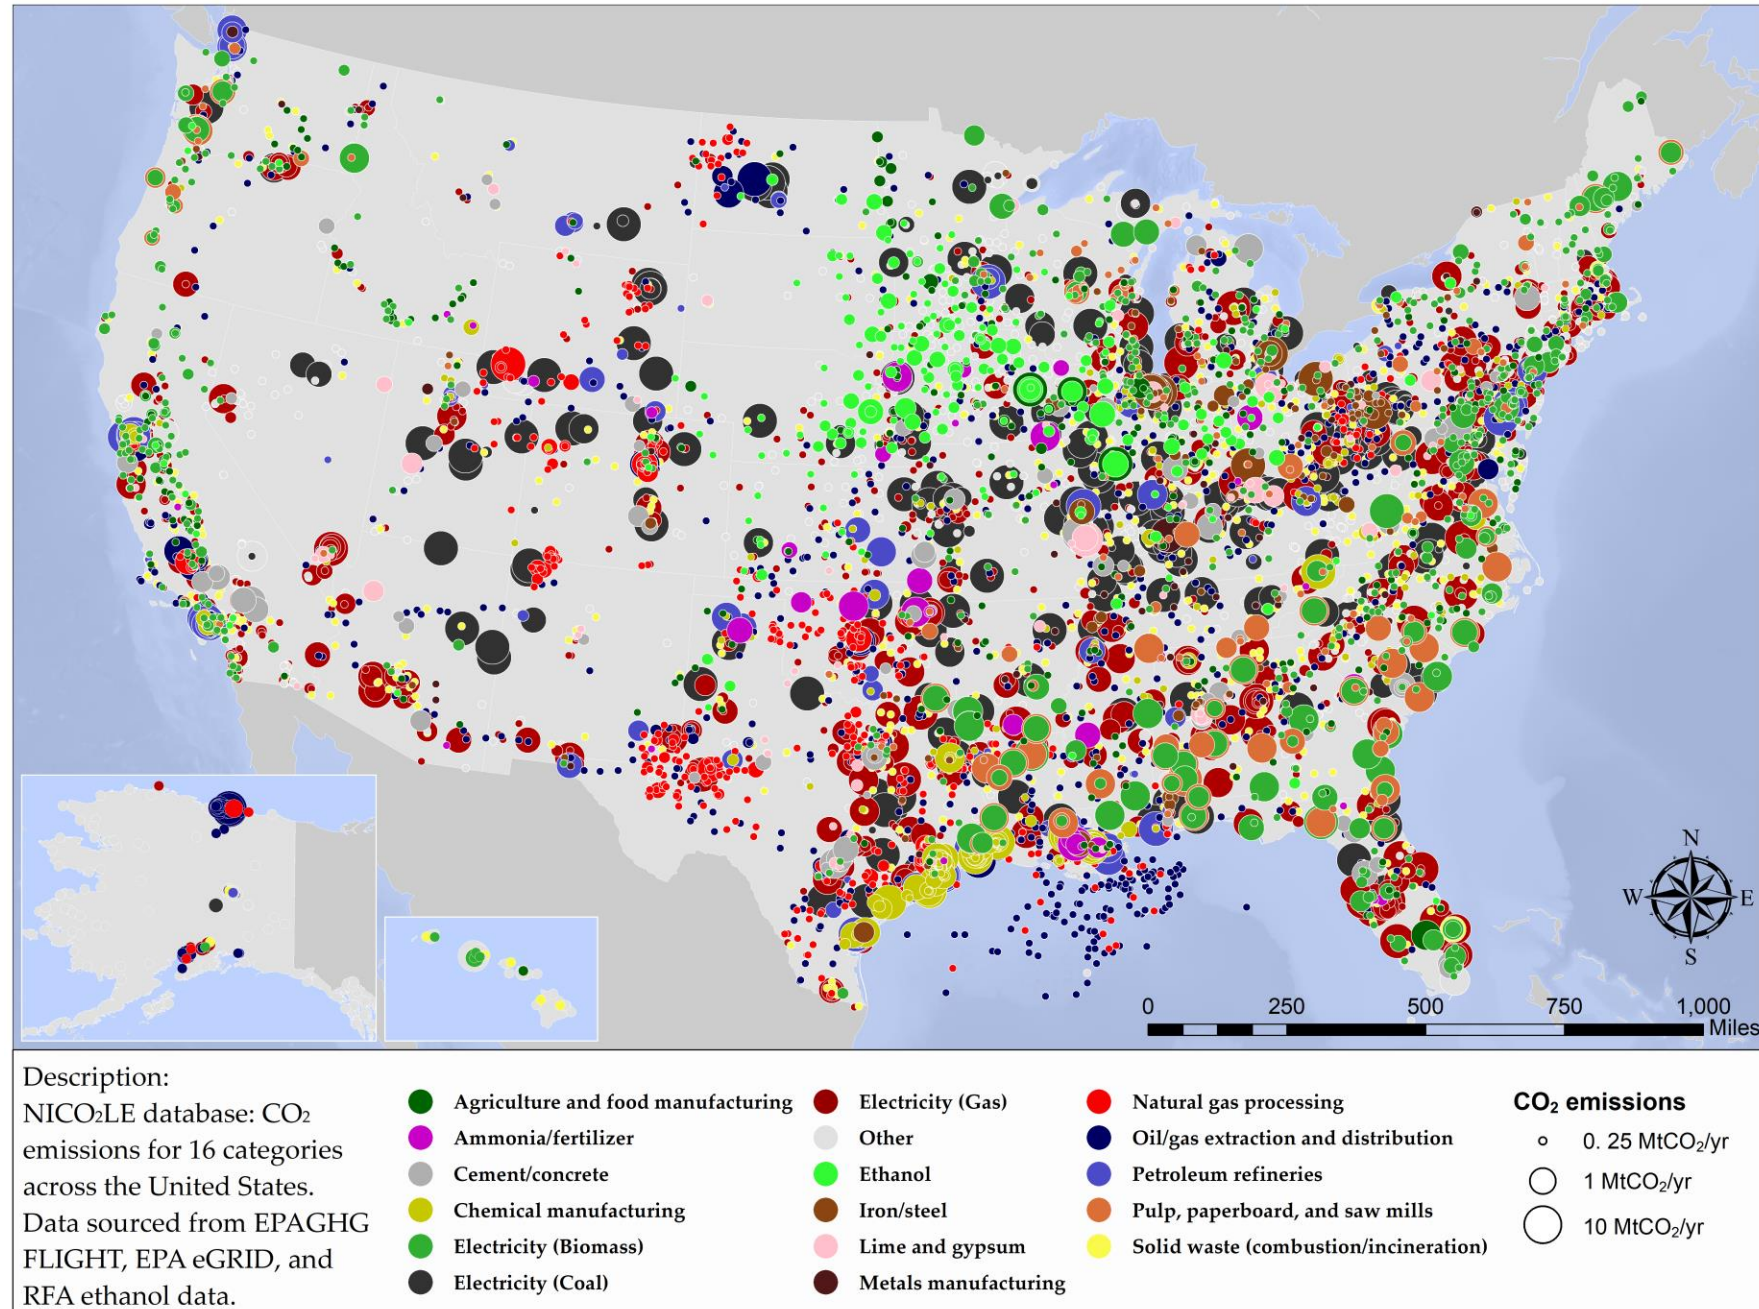 N
W E
S
0 250 500 750 1,000
Miles
Description:
NICO₂LE database: CO₂
emissions for 16 categories
across the United States.
Data sourced from EPAGHG
FLIGHT, EPA eGRID, and
RFA ethanol data.
Agriculture and food manufacturing
Ammonia/fertilizer
Cement/concrete
Chemical manufacturing
Electricity (Biomass)
Electricity (Coal)
Electricity (Gas)
Other
Ethanol
Iron/steel
Lime and gypsum
Metals manufacturing
Natural gas processing
Oil/gas extraction and distribution
Petroleum refineries
Pulp, paperboard, and saw mills
Solid waste (combustion/incineration)
CO₂ emissions
0. 25 MtCO₂/yr
1 MtCO₂/yr
10 MtCO₂/yr